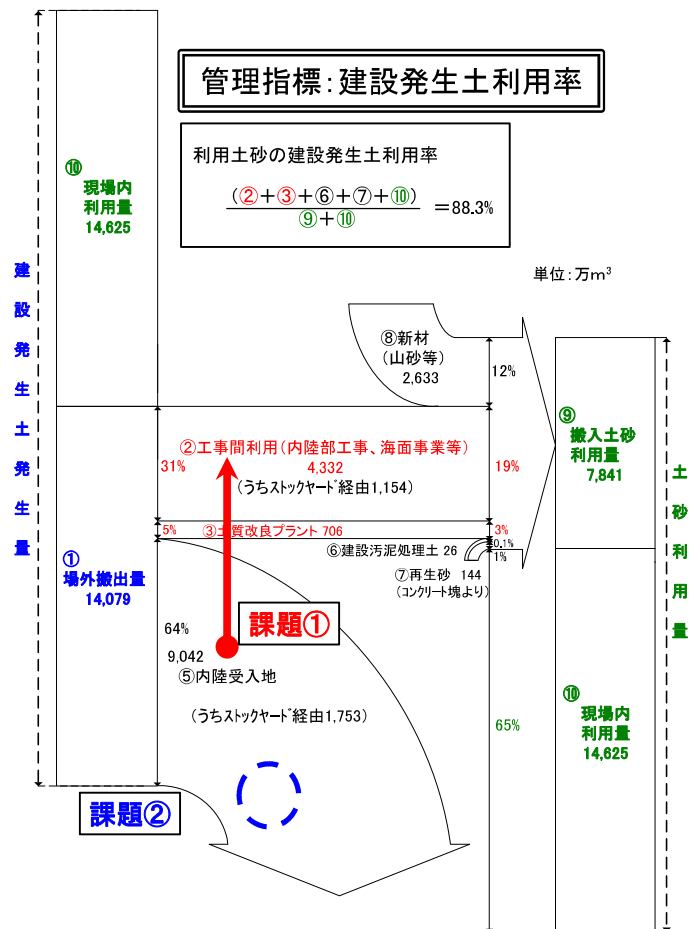 管理指標:建設発生土利用率
利用土砂の建設発生土利用率
(②+③+⑥+⑦+⑩)
⑨+⑩
=88.3%
単位:万m³
建設発生土発生量
⑩
現場内
利用量
14,625
①
場外搬出量
14,079
⑧新材
(山砂等)
2,633
12%
②工事間利用(内陸部工事、海面事業等)
31%
4,332
19%
(うちストックヤード経由1,154)
5%
③土質改良プラント 706
3%
⑥建設汚泥処理土 26
0.1%
1%
⑦再生砂 144
(コンクリート塊より)
課題①
64%
9,042
⑤内陸受入地
(うちストックヤード経由1,753)
課題②
65%
⑨
搬入土砂
利用量
7,841
⑩
現場内
利用量
14,625
土砂利用量